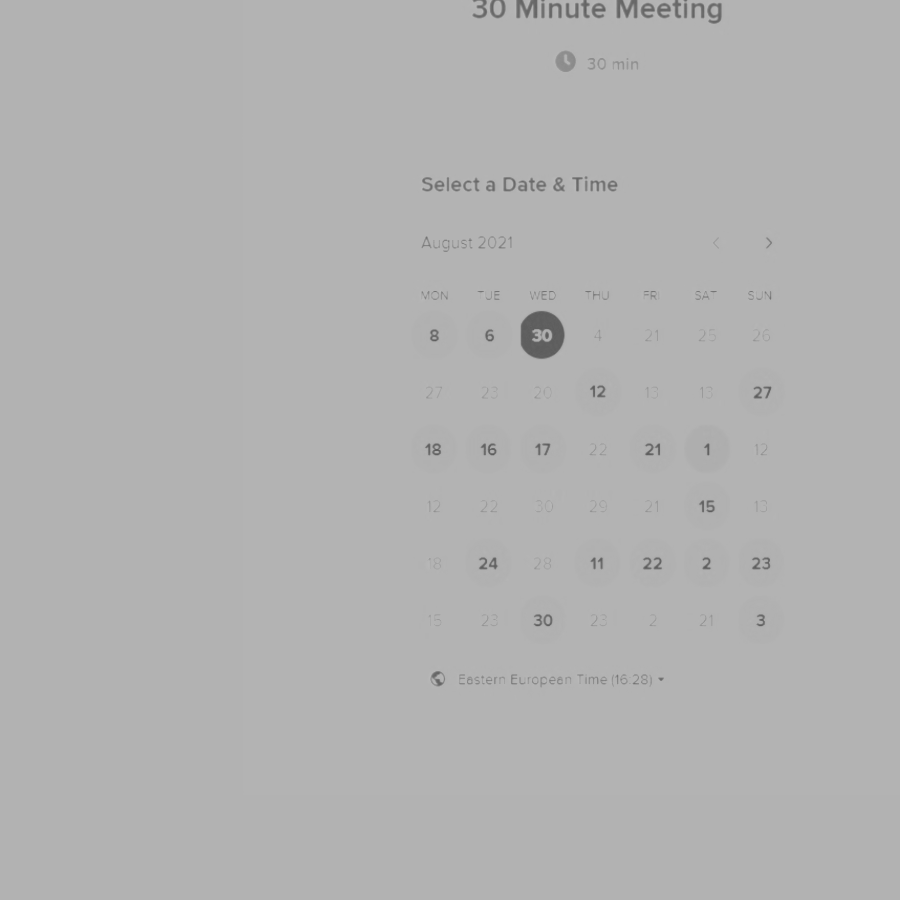 30 Minute Meeting
30 min
Select a Date & Time
August 2021
MON TUE WED THU FRI SAT SUN
8 6 30 4 21 25 26
27 23 20 12 13 13 27
18 16 17 22 21 1 12
12 22 30 29 21 15 13
18 24 28 11 22 2 23
23 30 23 2 21 3
Eastern European Time (16:28)